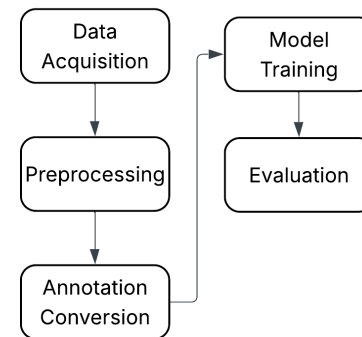 Data
Acquisition
Preprocessing
Annotation
Conversion
Model
Training
Evaluation